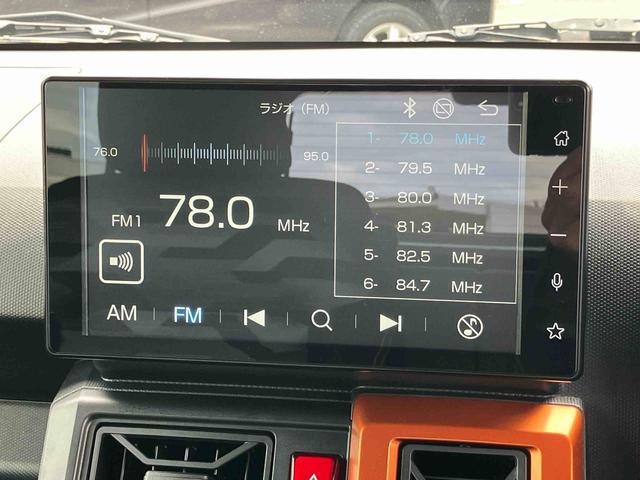 ラジオ（FM）
76.0
95.0
FM1
78.0 MHz
1- 78.0 MHz
2- 79.5 MHz
3- 80.0 MHz
4- 81.3 MHz
5- 82.5 MHz
6- 84.7 MHz
AM
FM